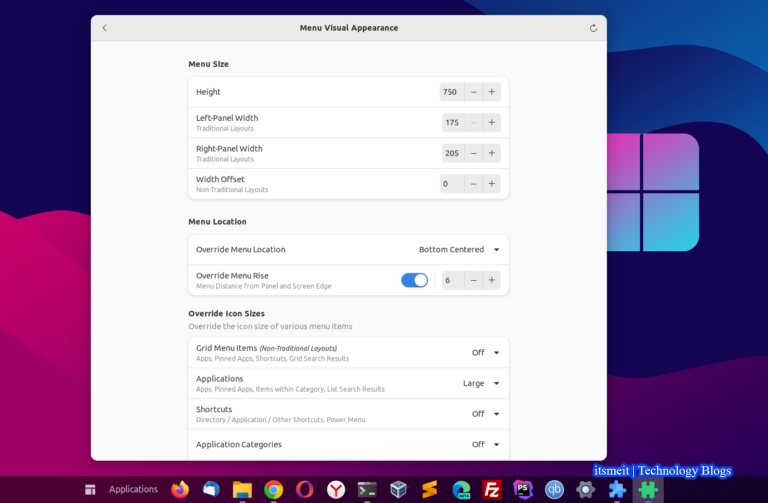 Menu Visual Appearance
Menu Size
Height
750
Left-Panel Width
Traditional Layouts
175
Right-Panel Width
Traditional Layouts
205
Width Offset
Non-Traditional Layouts
0
Menu Location
Override Menu Location
Bottom Centered
Override Menu Rise
Menu Distance from Panel and Screen Edge
6
Override Icon Sizes
Override the icon size of various menu items
Grid Menu Items (Non-Traditional Layouts)
Apps, Pinned Apps, Shortcuts, Grid Search Results
Off
Applications
Apps, Pinned Apps, Items within Category, List Search Results
Large
Shortcuts
Directory / Application / Other Shortcuts, Power Menu
Off
Application Categories
Off
itsmeit | Technology Blogs
Applications
BETA
FZ
PS
qb